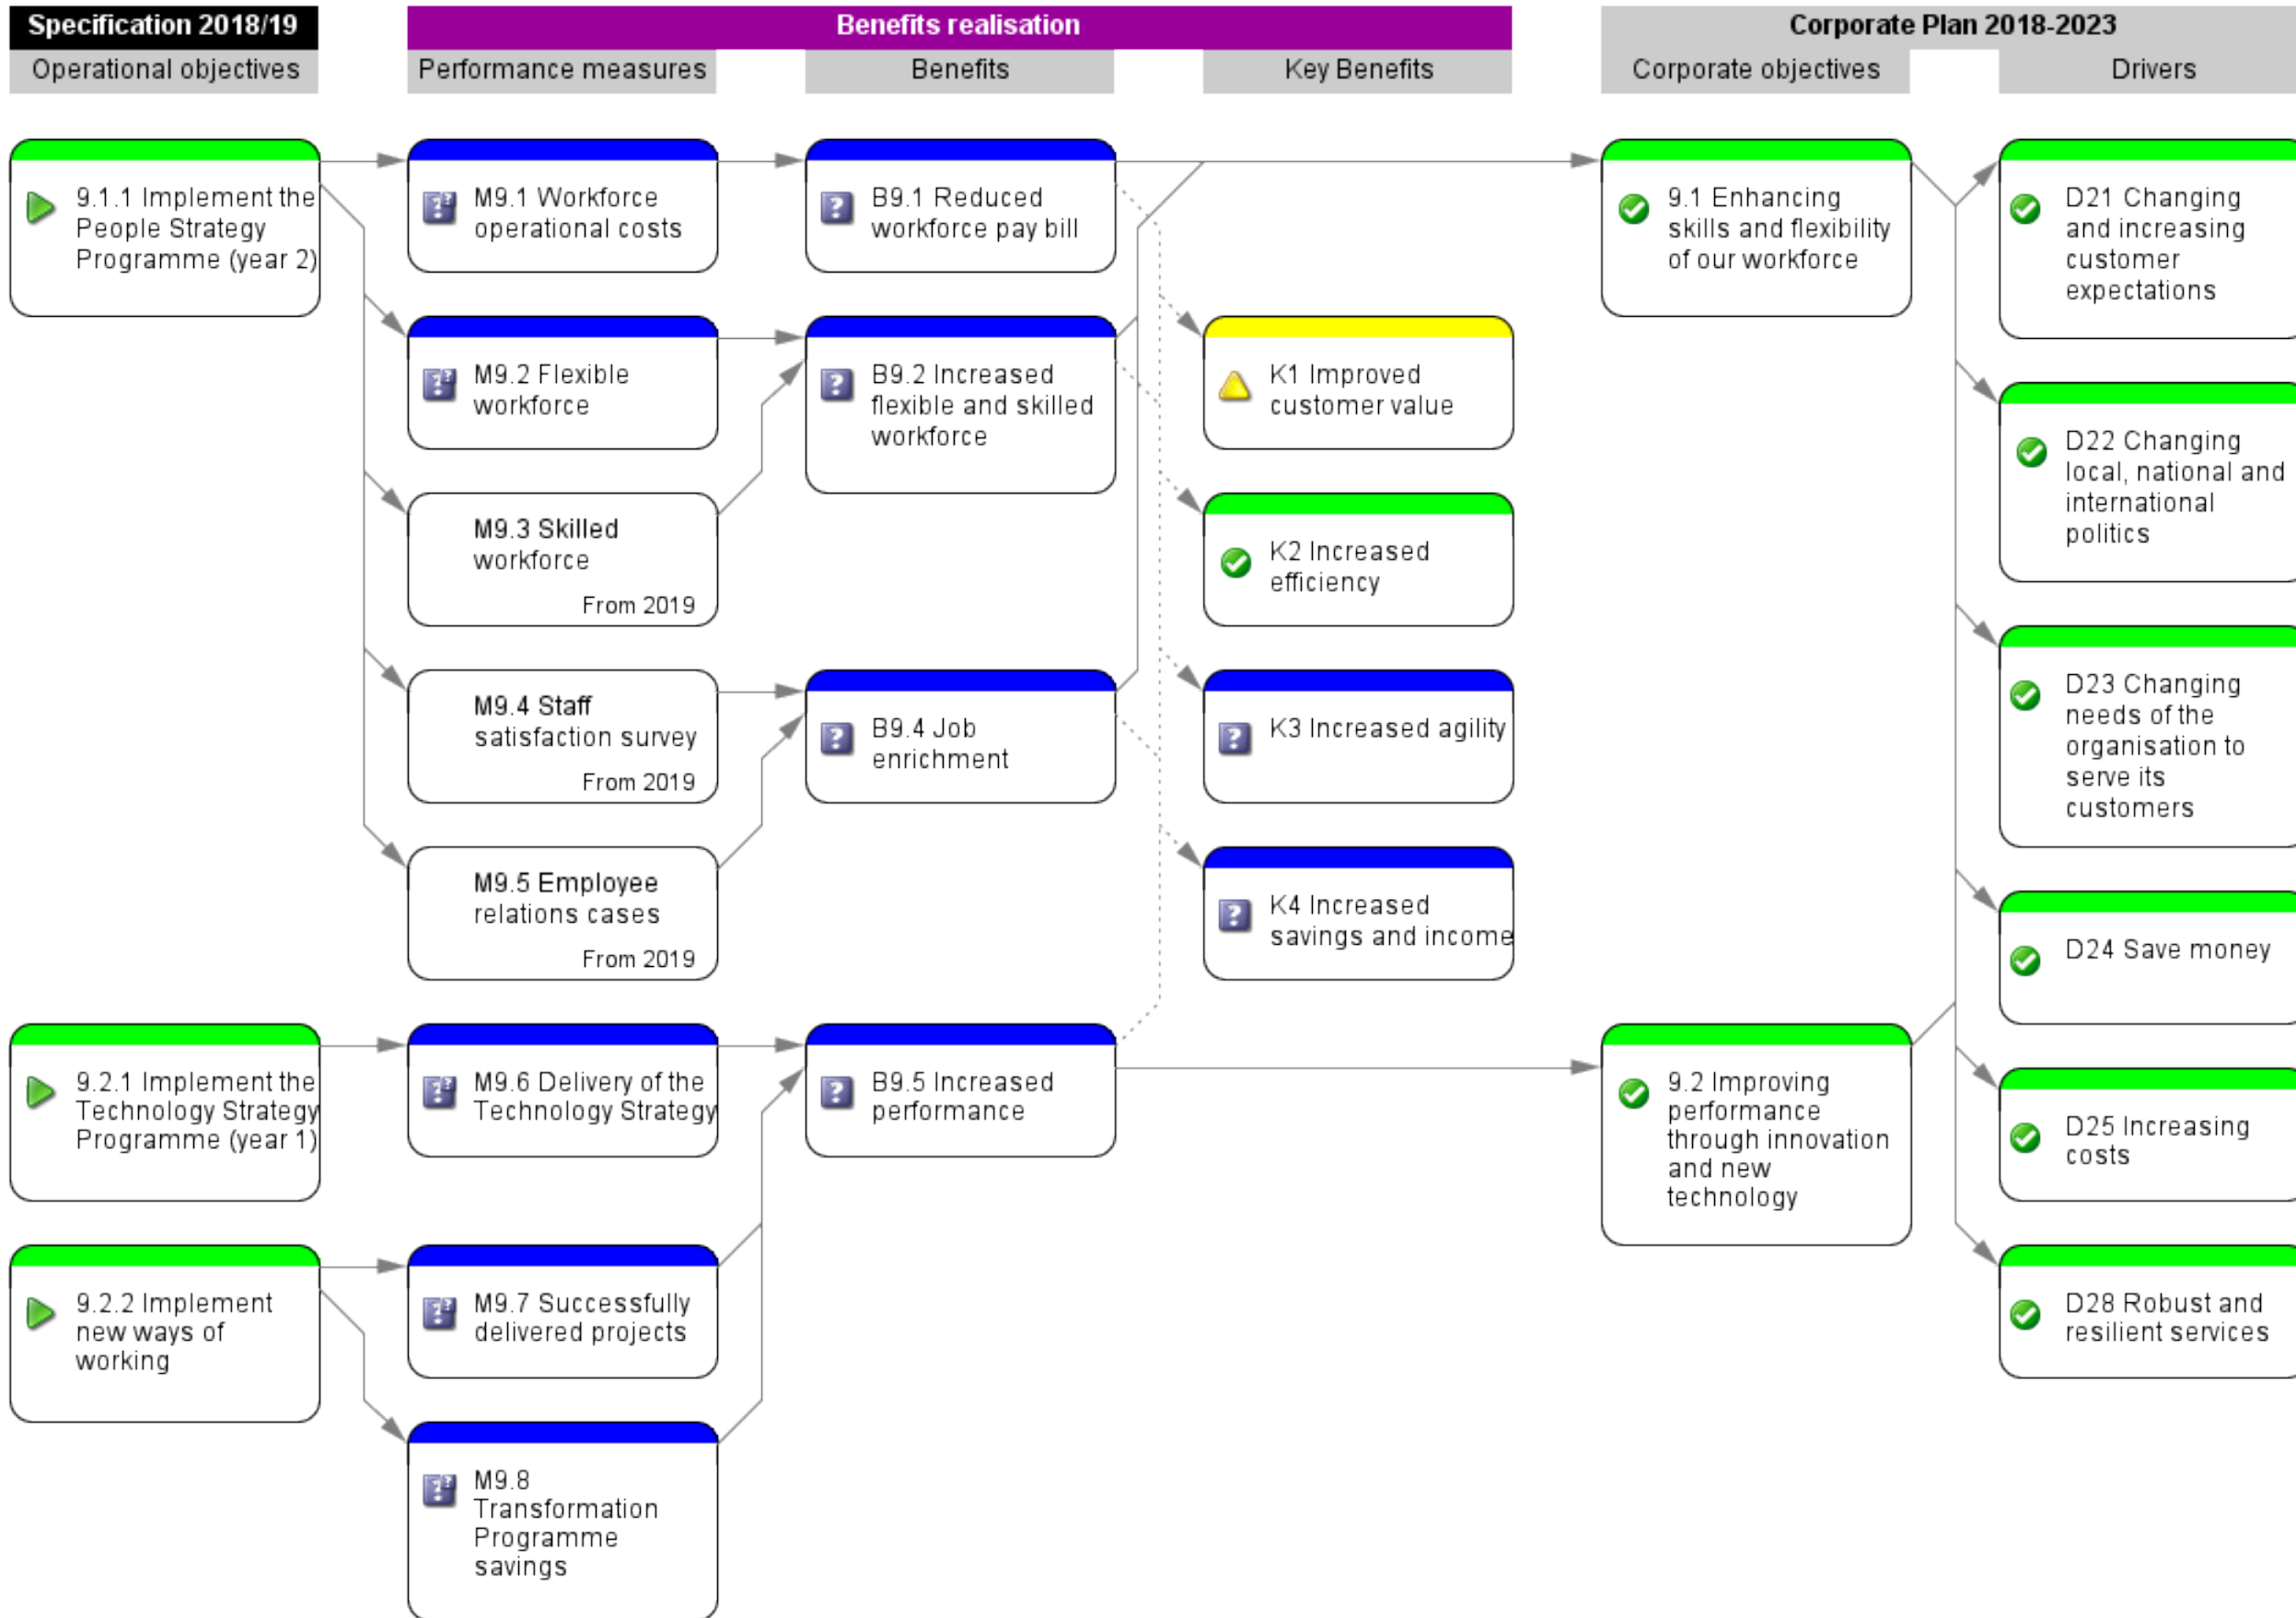 Specification 2018/19
Benefits realisation
Corporate Plan 2018-2023
Operational objectives
Performance measures
Benefits
Key Benefits
Corporate objectives
Drivers
9.1.1 Implement the
People Strategy
Programme (year 2)
9.2.1 Implement the
Technology Strategy
Programme (year 1)
9.2.2 Implement
new ways of
working
M9.1 Workforce
operational costs
M9.2 Flexible
workforce
M9.3 Skilled
workforce
From 2019
M9.4 Staff
satisfaction survey
From 2019
M9.5 Employee
relations cases
From 2019
M9.6 Delivery of the
Technology Strategy
M9.7 Successfully
delivered projects
M9.8
Transformation
Programme
savings
B9.1 Reduced
workforce pay bill
B9.2 Increased
flexible and skilled
workforce
B9.4 Job
enrichment
B9.5 Increased
performance
K1 Improved
customer value
K2 Increased
efficiency
K3 Increased agility
K4 Increased
savings and income
9.1 Enhancing
skills and flexibility
of our workforce
9.2 Improving
performance
through innovation
and new
technology
D21 Changing
and increasing
customer
expectations
D22 Changing
local, national and
international
politics
D23 Changing
needs of the
organisation to
serve its
customers
D24 Save money
D25 Increasing
costs
D28 Robust and
resilient services